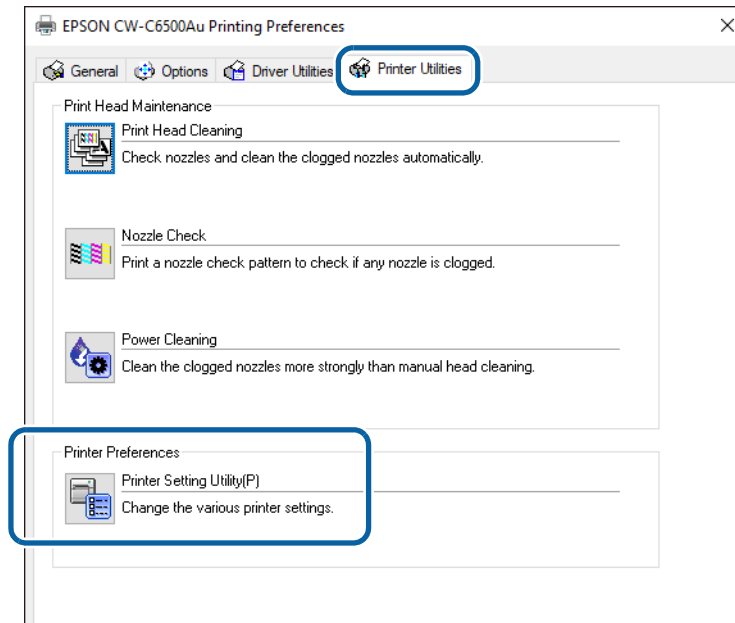 EPSON CW-C6500Au Printing Preferences
General Options Driver Utilities Printer Utilities
Print Head Maintenance
Print Head Cleaning
Check nozzles and clean the clogged nozzles automatically.
Nozzle Check
Print a nozzle check pattern to check if any nozzle is clogged.
Power Cleaning
Clean the clogged nozzles more strongly than manual head cleaning.
Printer Preferences
Printer Setting Utility(P)
Change the various printer settings.